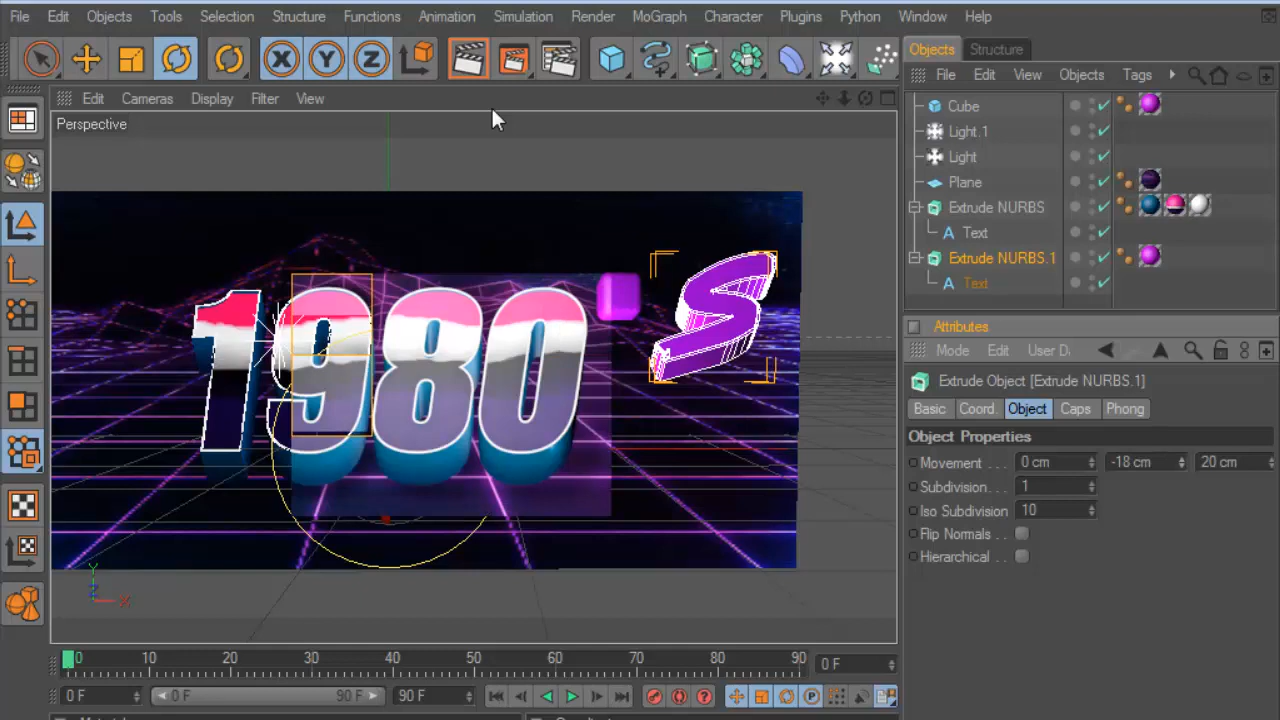 File Edit Objects Tools Selection Structure Functions Animation Simulation Render MoGraph Character Plugins Python Window Help
X Y Z
Objects Structure
File Edit View Objects Tags
Edit Cameras Display Filter View
Perspective
Cube
Light.1
Light
Plane
Extrude NURBS
A Text
Extrude NURBS.1
A Text
1980 S
Attributes
Mode Edit User D
Extrude Object [Extrude NURBS.1]
Basic Coord. Object Caps Phong
Object Properties
Movement . . . 0 cm -18 cm 20 cm
Subdivision. . . 1
Iso Subdivision 10
Flip Normals . .
Hierarchical . .
Y
Z
X
0 10 20 30 40 50 60 70 80 90 0 F
0 F 0 F 90 F 90 F
P